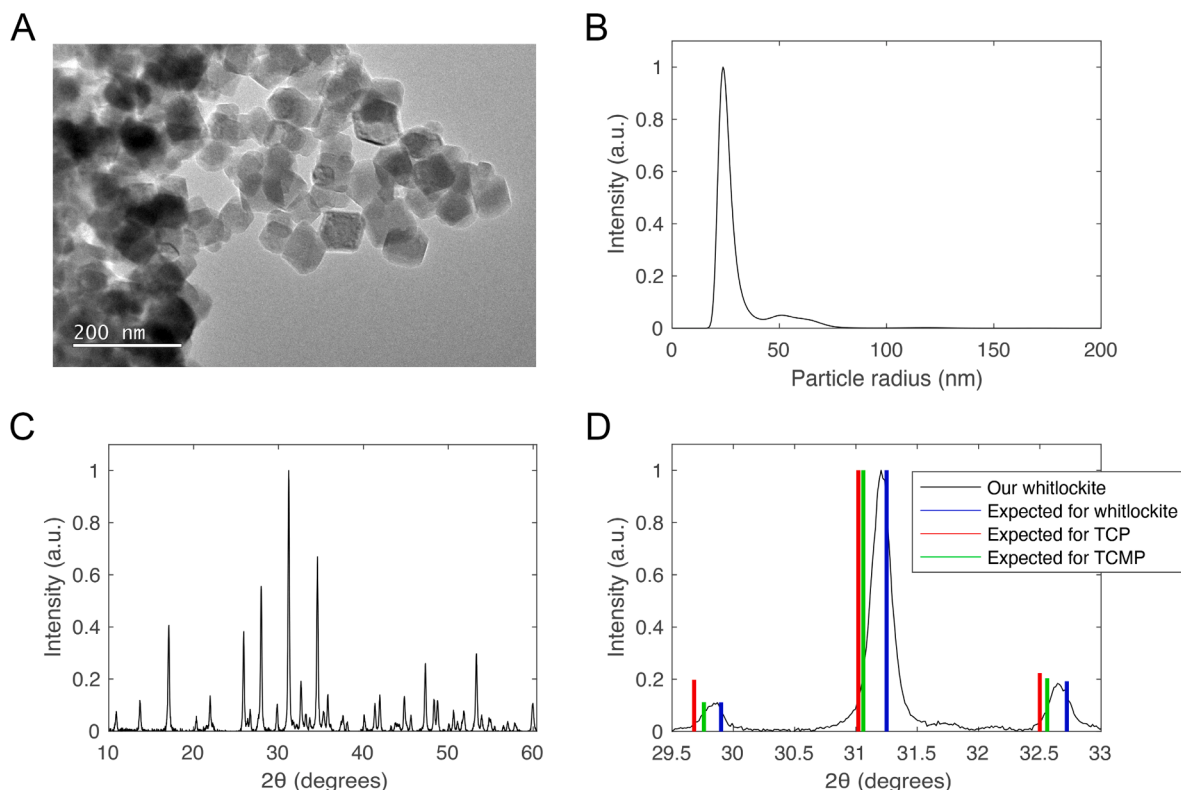 A
200 nm
B
Intensity (a.u.)
1
0.8
0.6
0.4
0.2
0
0 50 100 150 200
Particle radius (nm)
C
Intensity (a.u.)
1
0.8
0.6
0.4
0.2
0
10 20 30 40 50 60
2θ (degrees)
D
Intensity (a.u.)
1
0.8
0.6
0.4
0.2
0
29.5 30 30.5 31 31.5 32 32.5 33
2θ (degrees)
Our whitlockite
Expected for whitlockite
Expected for TCP
Expected for TCMP